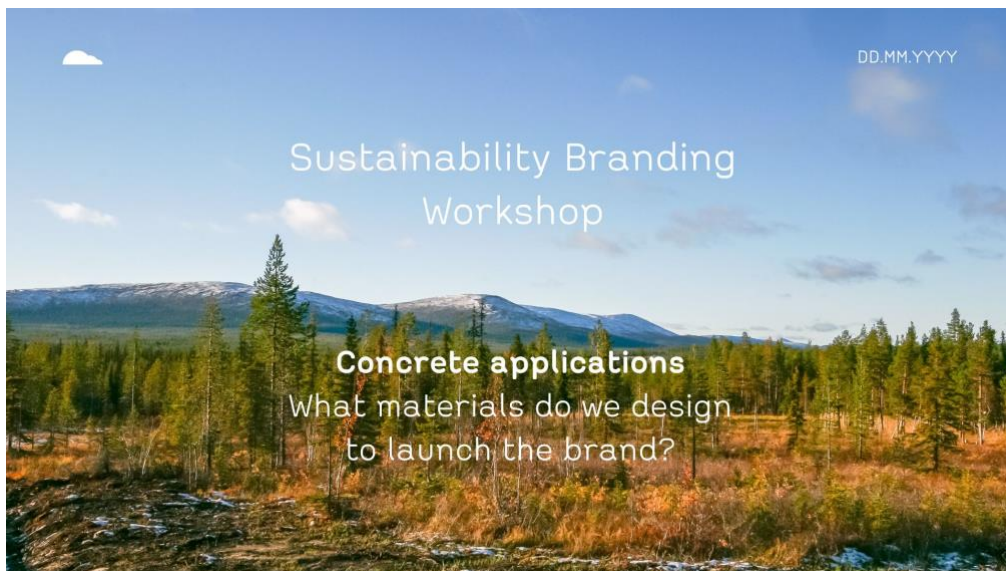 DD.MM.YYYY
Sustainability Branding
Workshop
Concrete applications
What materials do we design
to launch the brand?